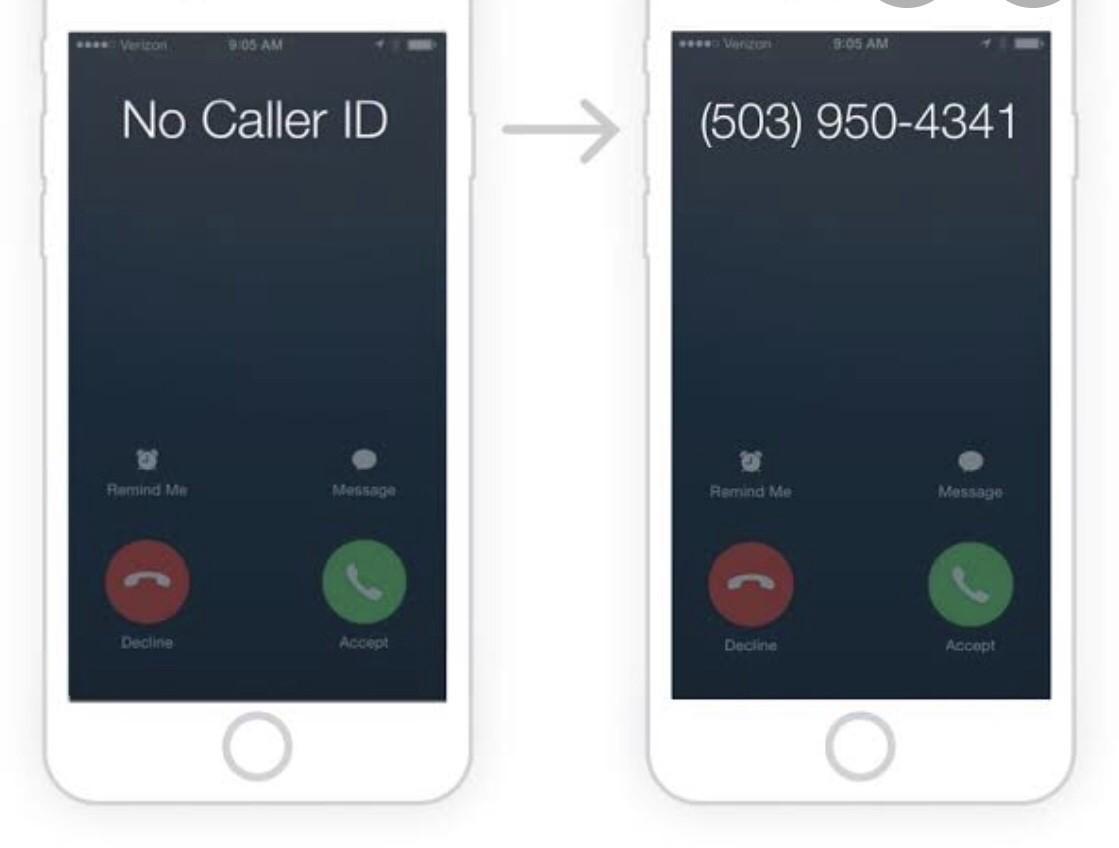 Verizon 9:05 AM
No Caller ID
Remind Me Message
Decline Accept
Verizon 9:05 AM
(503) 950-4341
Remind Me Message
Decline Accept